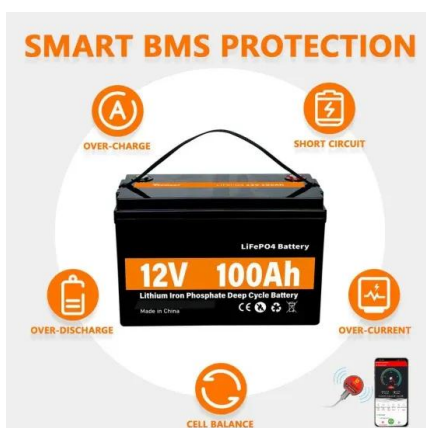 SMART BMS PROTECTION
A
OVER-CHARGE
SHORT CIRCUIT
LiFePO4 Battery
12V 100Ah
Lithium Iron Phosphate Deep Cycle Battery
Made in China
CE
OVER-DISCHARGE
OVER-CURRENT
CELL BALANCE